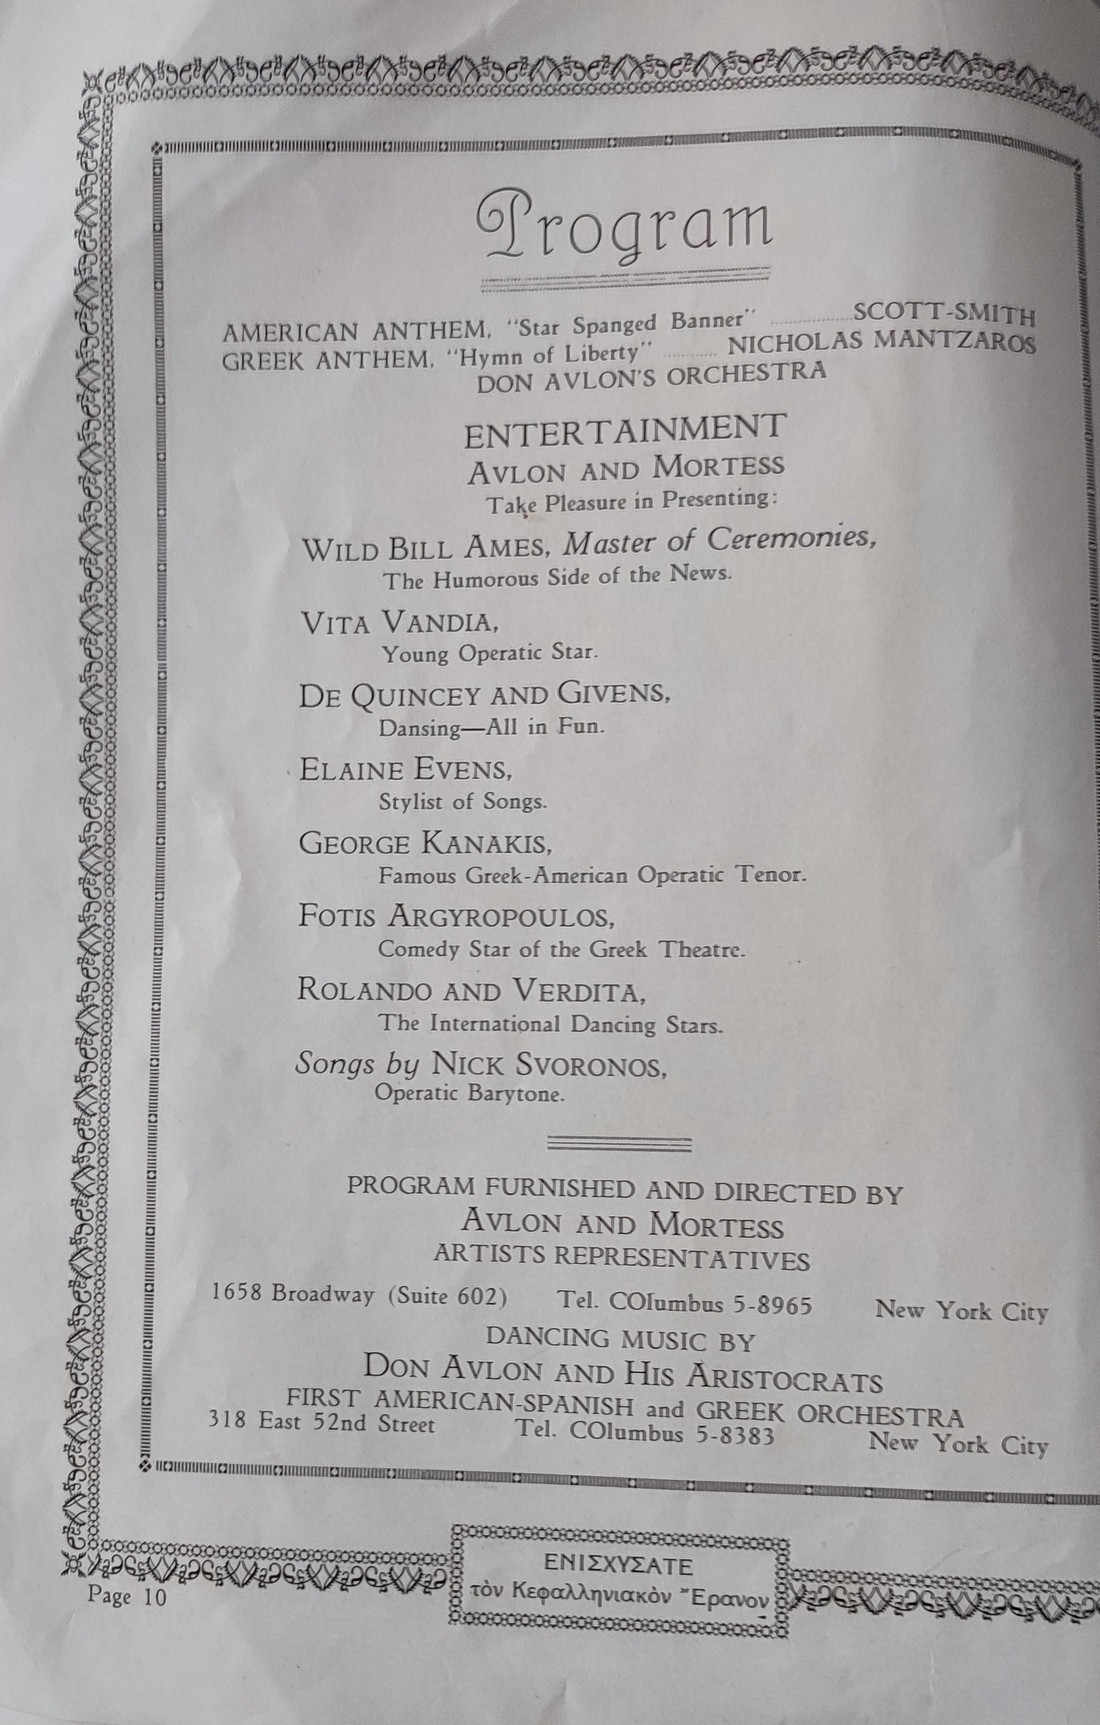 Program
AMERICAN ANTHEM, "Star Spanged Banner" SCOTT-SMITH
GREEK ANTHEM, "Hymn of Liberty" NICHOLAS MANTZAROS
DON AVLON'S ORCHESTRA
ENTERTAINMENT
AVLON AND MORTESS
Take Pleasure in Presenting:
WILD BILL AMES, Master of Ceremonies,
The Humorous Side of the News.
VITA VANDIA,
Young Operatic Star.
DE QUINCEY AND GIVENS,
Dansing—All in Fun.
ELAINE EVENS,
Stylist of Songs.
GEORGE KANAKIS,
Famous Greek-American Operatic Tenor.
FOTIS ARGYROPOULOS,
Comedy Star of the Greek Theatre.
ROLANDO AND VERDITA,
The International Dancing Stars.
Songs by NICK SVORONOS,
Operatic Barytone.
PROGRAM FURNISHED AND DIRECTED BY
AVLON AND MORTESS
ARTISTS REPRESENTATIVES
1658 Broadway (Suite 602) Tel. COlumbus 5-8965 New York City
DANCING MUSIC BY
DON AVLON AND HIS ARISTOCRATS
FIRST AMERICAN-SPANISH and GREEK ORCHESTRA
318 East 52nd Street Tel. COlumbus 5-8383 New York City
ΕΝΙΣΧΥΣΑΤΕ
τὸν Κεφαλληνιακὸν Ἔρανον
Page 10